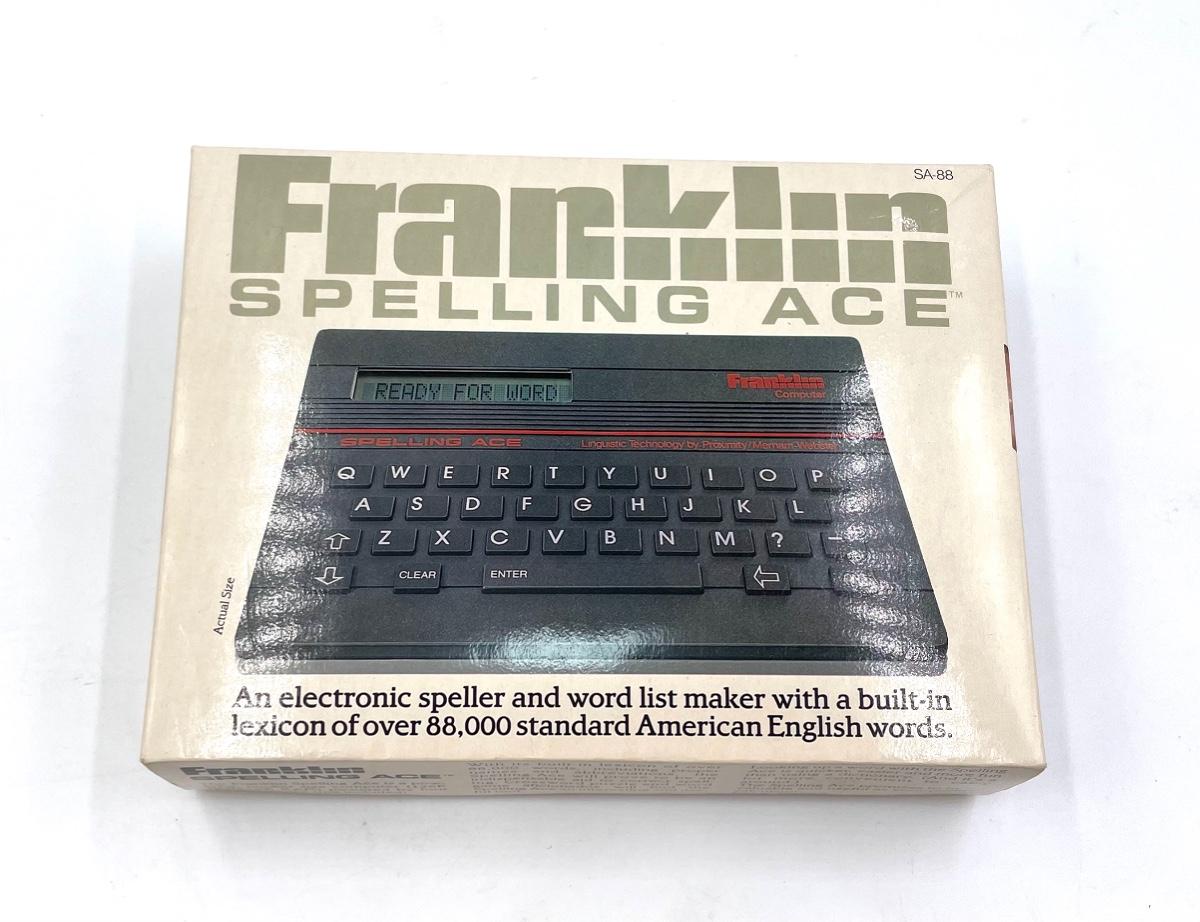 Franklin
SA-88
SPELLING ACE™
READY FOR WORD
Franklin
Computer
SPELLING ACE
Linguistic Technology by Proximity/Merriam-Webster
Q W E R T Y U I O P
A S D F G H J K L
⇧ Z X C V B N M ? -
⇩ CLEAR ENTER ⇦
Actual Size
An electronic speller and word list maker with a built-in
lexicon of over 88,000 standard American English words.
Franklin
SPELLING ACE™